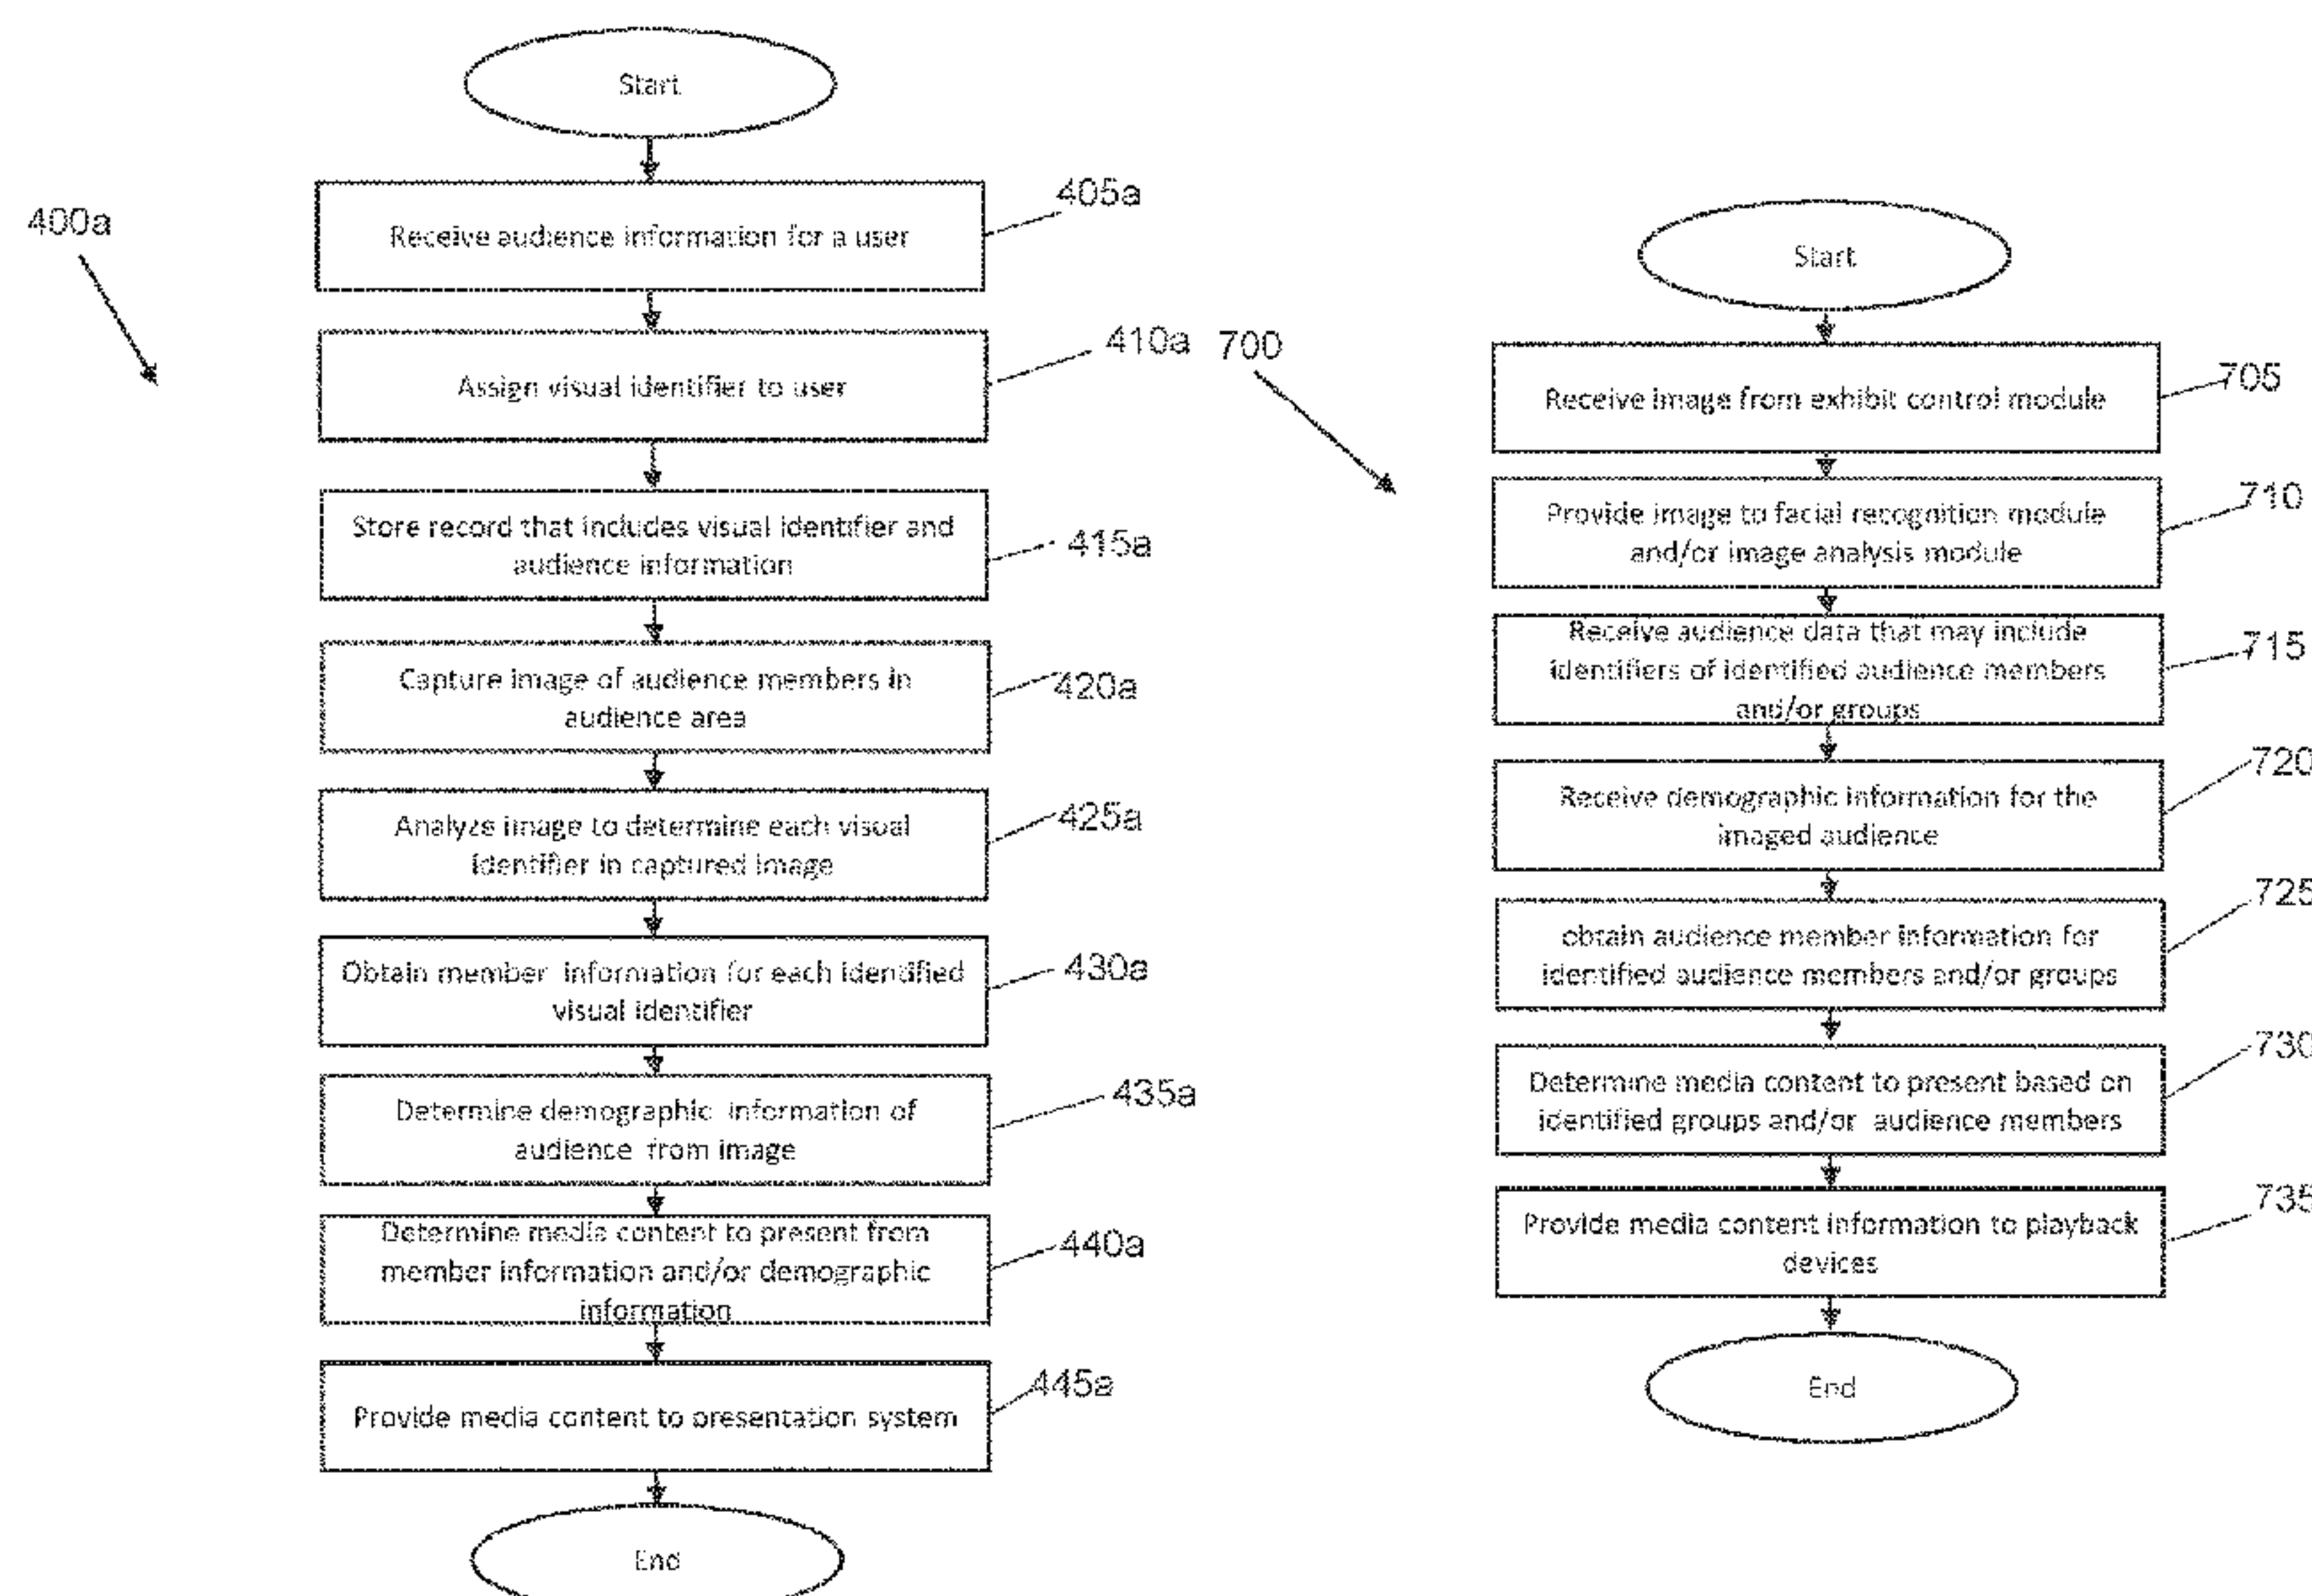 Start
Receive audience information for a user
405a
400a
Assign visual identifier to user
410a
Store record that includes visual identifier and
audience information
415a
Capture image of audience members in
audience area
420a
Analyze image to determine each visual
identifier in captured image
425a
Obtain member information for each identified
visual identifier
430a
Determine demographic information of
audience from image
435a
Determine media content to present from
member information and/or demographic
information
440a
Provide media content to presentation system
445a
End
700
Start
Receive image from exhibit control module
705
Provide image to facial recognition module
and/or image analysis module
710
Receive audience data that may include
identifiers of identified audience members
and/or groups
715
Receive demographic information for the
imaged audience
720
obtain audience member information for
identified audience members and/or groups
725
Determine media content to present based on
identified groups and/or audience members
730
Provide media content information to playback
devices
735
End